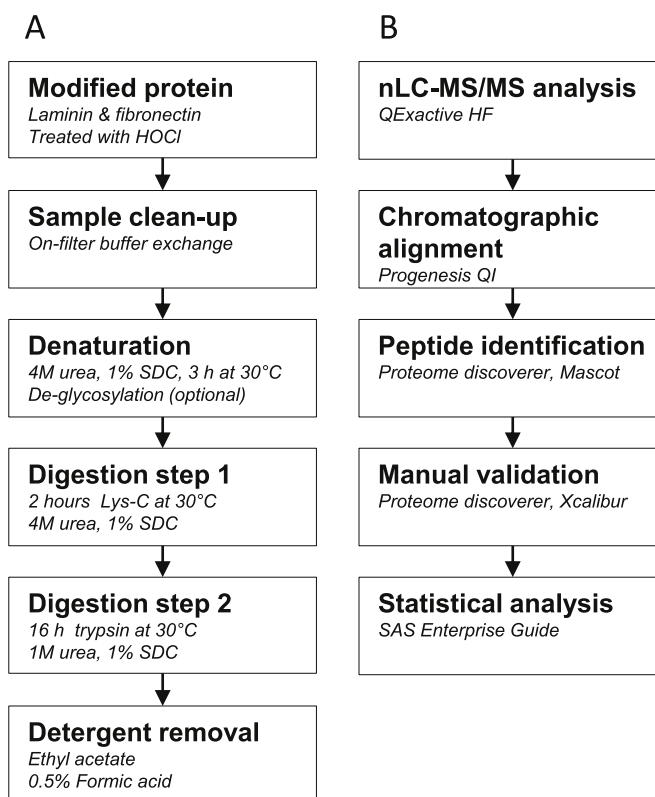 A
Modified protein
Laminin & fibronectin
Treated with HOCl
Sample clean-up
On-filter buffer exchange
Denaturation
4M urea, 1% SDC, 3 h at 30°C
De-glycosylation (optional)
Digestion step 1
2 hours Lys-C at 30°C
4M urea, 1% SDC
Digestion step 2
16 h trypsin at 30°C
1M urea, 1% SDC
Detergent removal
Ethyl acetate
0.5% Formic acid
B
nLC-MS/MS analysis
QExactive HF
Chromatographic
alignment
Progenesis QI
Peptide identification
Proteome discoverer, Mascot
Manual validation
Proteome discoverer, Xcalibur
Statistical analysis
SAS Enterprise Guide